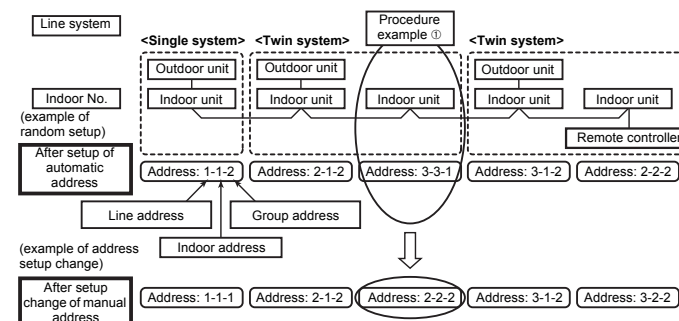 Line system
Procedure
example ①
<Single system>
<Twin system>
<Twin system>
Outdoor unit
Outdoor unit
Outdoor unit
Indoor No.
Indoor unit
Indoor unit
Indoor unit
Indoor unit
Indoor unit
(example of
random setup)
Remote controller
After setup of
automatic
address
Address: 1-1-2
Address: 2-1-2
Address: 3-3-1
Address: 3-1-2
Address: 2-2-2
Line address
Group address
Indoor address
(example of address
setup change)
After setup
change of manual
address
Address: 1-1-1
Address: 2-1-2
Address: 2-2-2
Address: 3-1-2
Address: 3-2-2